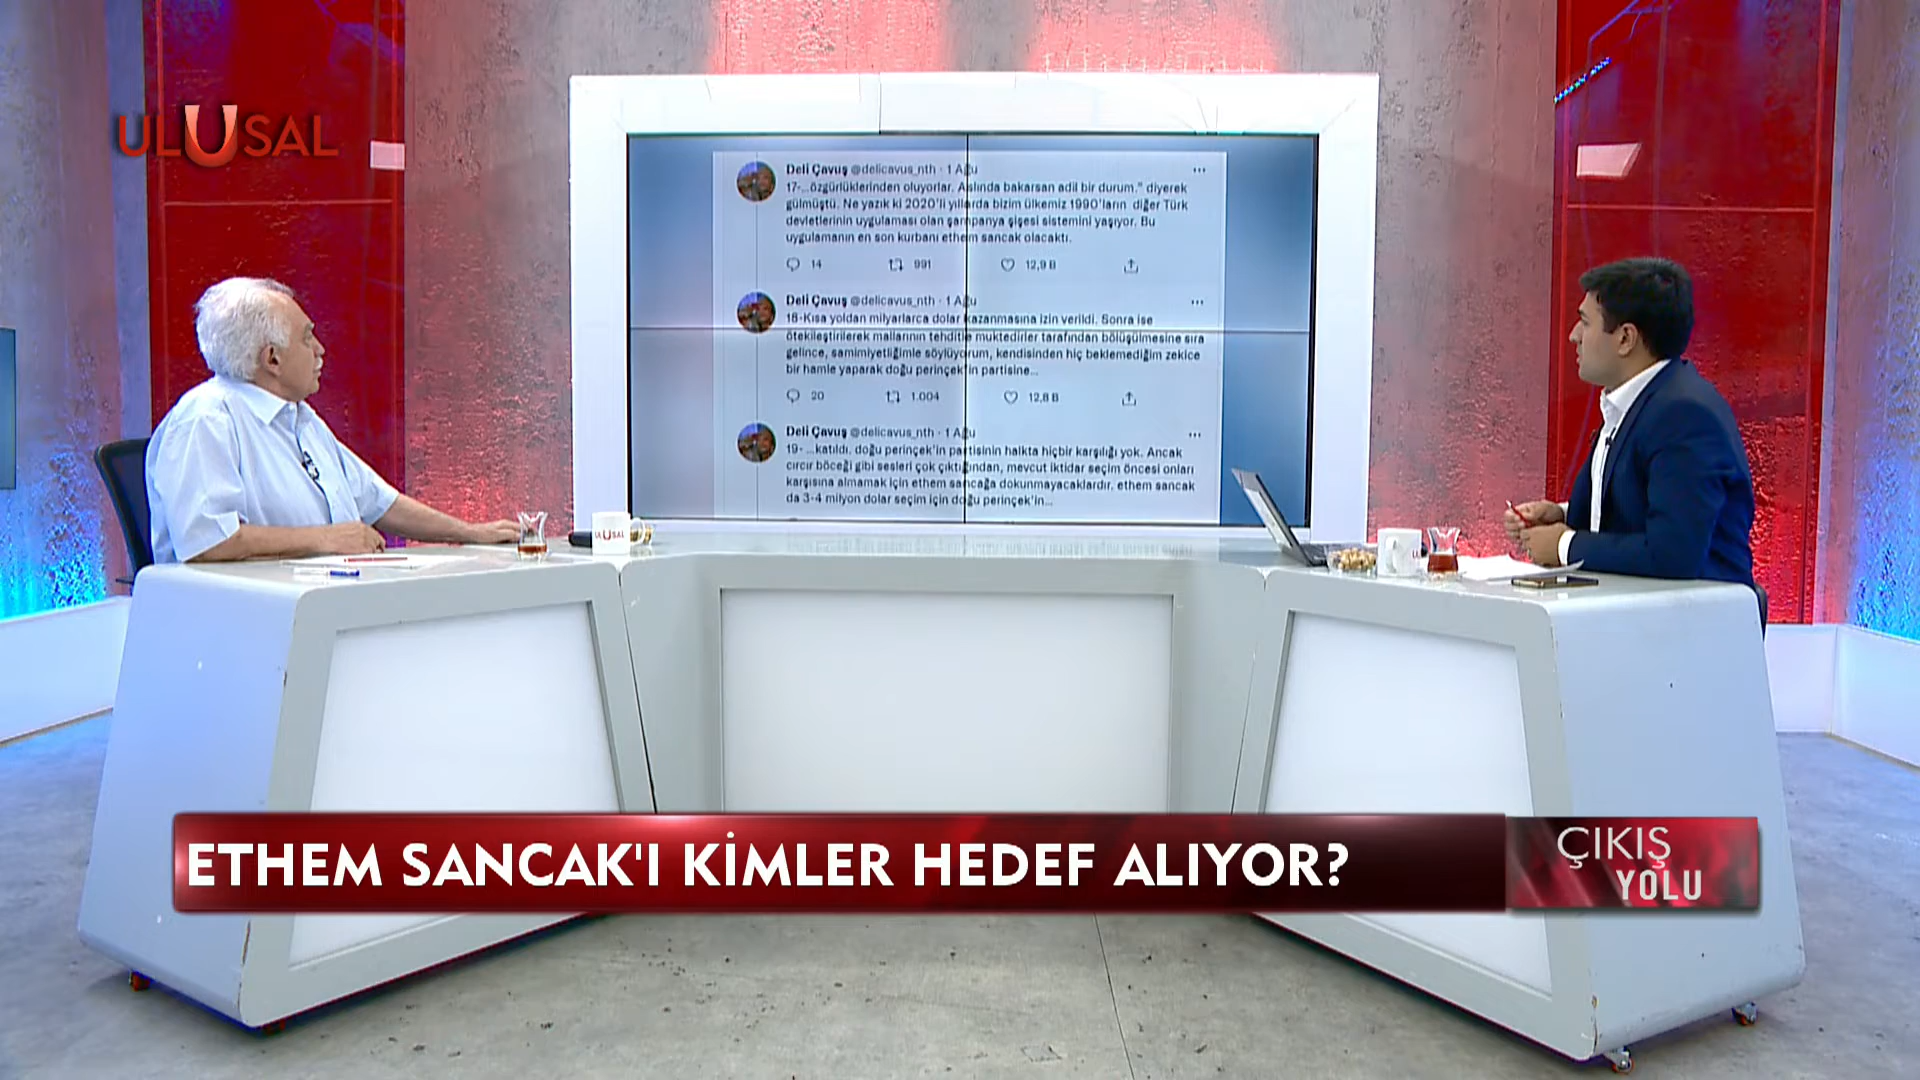 ULUSAL
Deli Çavuş @delicavus_nth · 1 Ağu
17-...özgürlüklerinden oluyorlar. Aslında bakarsan adil bir durum." diyerek
gülmüştü. Ne yazık ki 2020'li yıllarda bizim ülkemiz 1990'ların diğer Türk
devletlerinin uygulaması olan şampanya şişesi sistemini yaşıyor. Bu
uygulamanın en son kurbanı ethem sancak olacaktı.
14 991 12,9 B
Deli Çavuş @delicavus_nth · 1 Ağu
18-Kısa yoldan milyarlarca dolar kazanmasına izin verildi. Sonra ise
ötekileştirilerek mallarının tehditle muktedirler tarafından bölüşülmesine sıra
gelince, samimiyetliğimle söylüyorum, kendisinden hiç beklemediğim zekice
bir hamle yaparak doğu perinçek'in partisine...
20 1.004 12,8 B
Deli Çavuş @delicavus_nth · 1 Ağu
19- ...katıldı. doğu perinçek'in partisinin halkta hiçbir karşılığı yok. Ancak
cırcır böceği gibi sesleri çok çıktığından, mevcut iktidar seçim öncesi onları
karşısına almamak için ethem sancağa dokunmayacaklardır. ethem sancak
da 3-4 milyon dolar seçim için doğu perinçek'in...
ULUSAL
ETHEM SANCAK'I KİMLER HEDEF ALIYOR?
ÇIKIŞ
YOLU